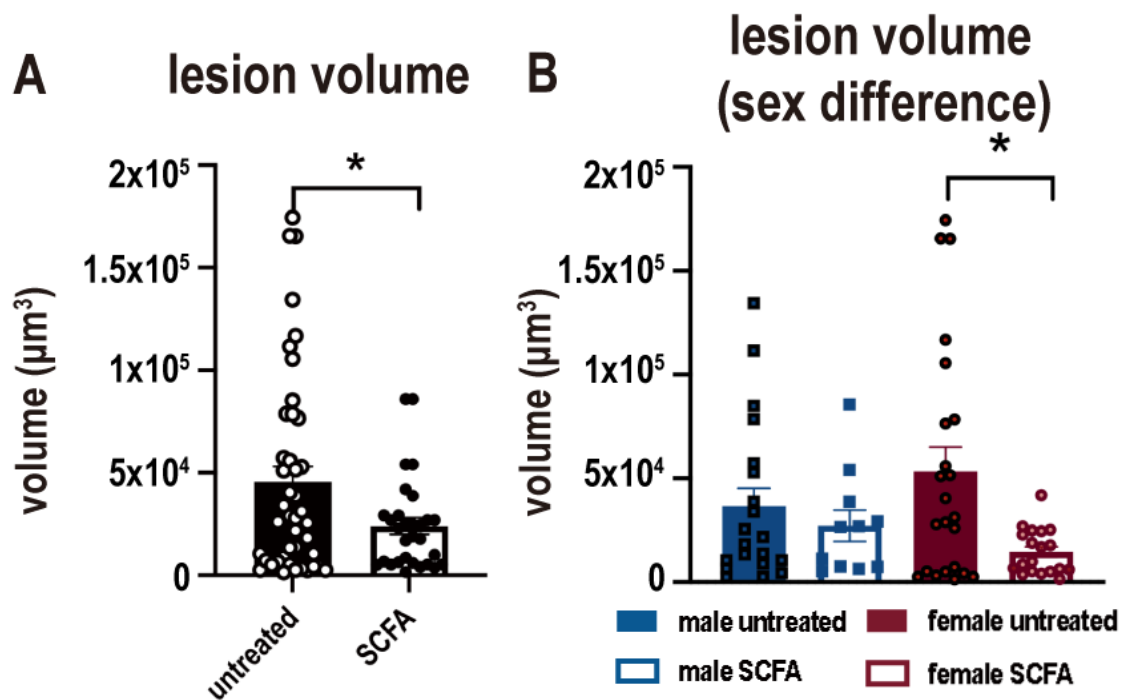 A
lesion volume
*
2x10⁵
1.5x10⁵
1x10⁵
5x10⁴
0
volume (µm³)
untreated
SCFA
B
lesion volume
(sex difference)
*
2x10⁵
1.5x10⁵
1x10⁵
5x10⁴
0
volume (µm³)
male untreated
female untreated
male SCFA
female SCFA